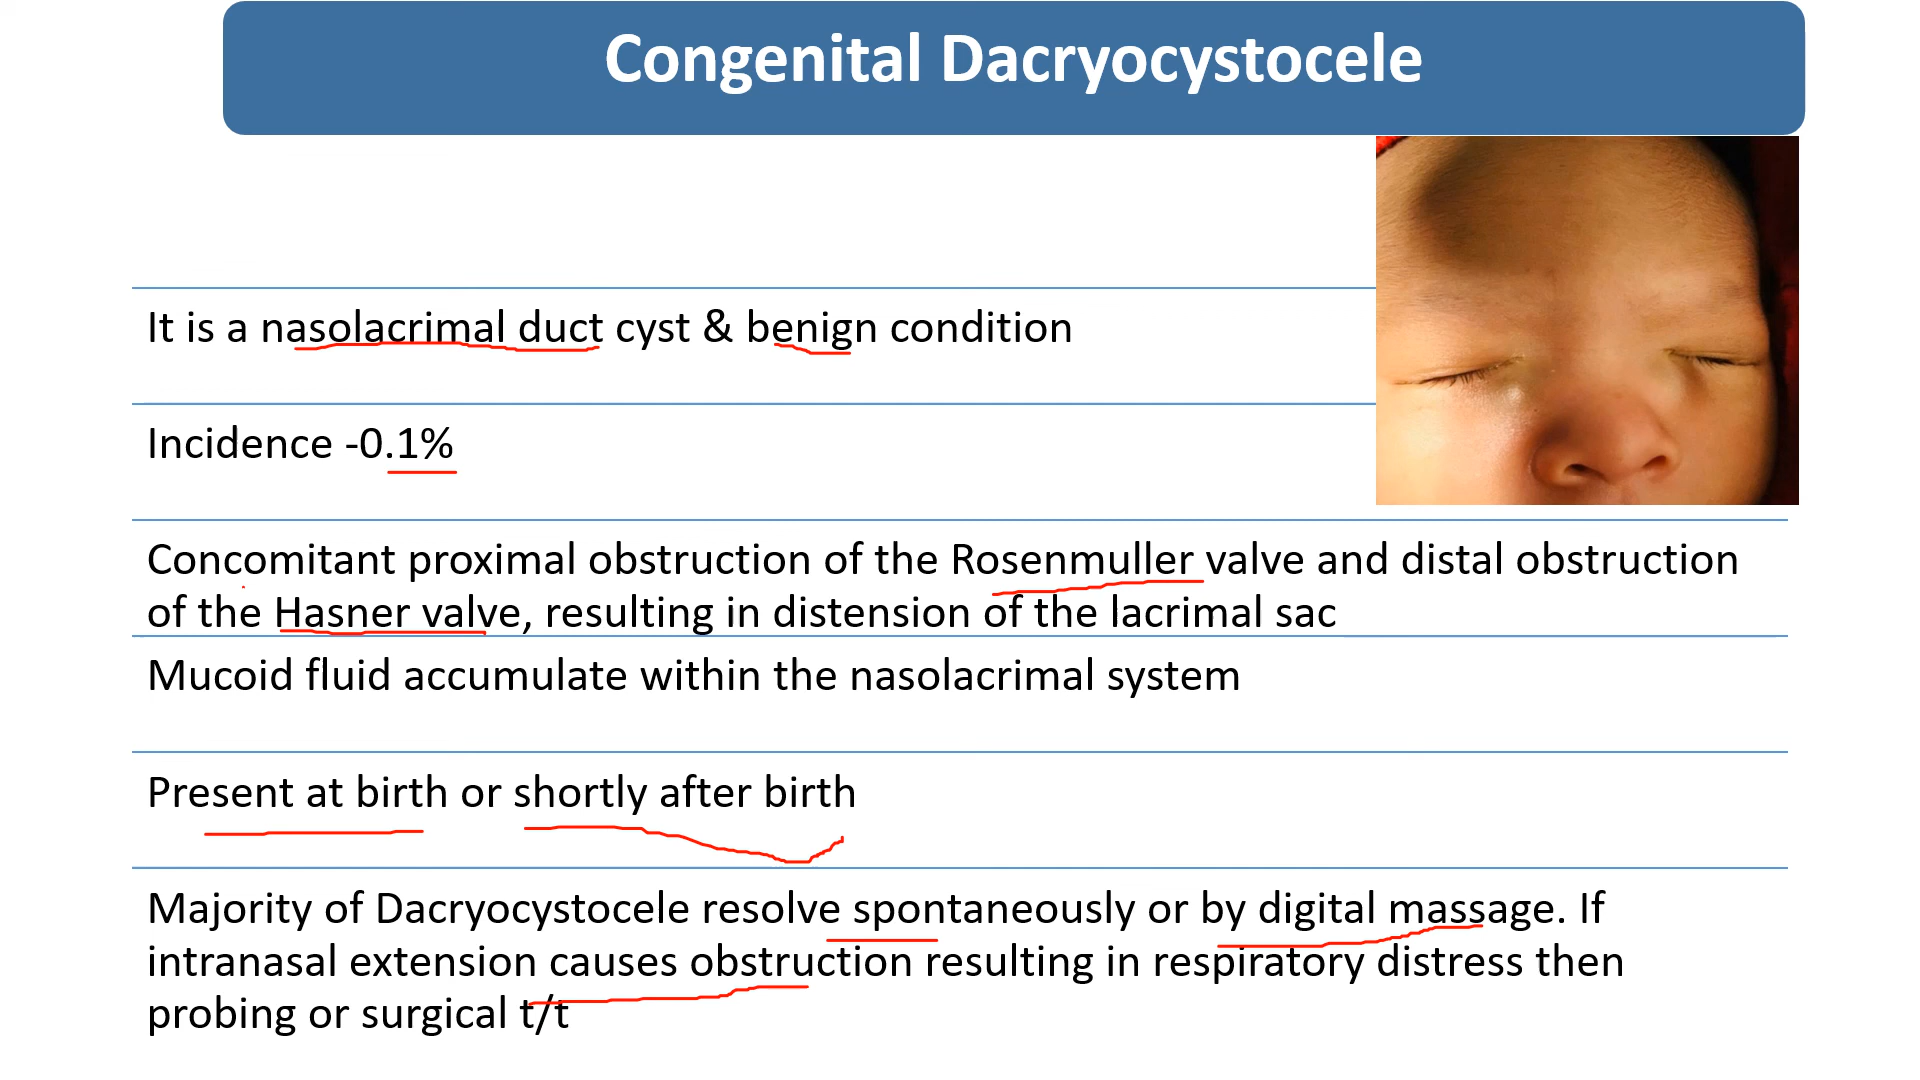 Congenital Dacryocystocele
It is a nasolacrimal duct cyst & benign condition
Incidence -0.1%
Concomitant proximal obstruction of the Rosenmuller valve and distal obstruction
of the Hasner valve, resulting in distension of the lacrimal sac
Mucoid fluid accumulate within the nasolacrimal system
Present at birth or shortly after birth
Majority of Dacryocystocele resolve spontaneously or by digital massage. If
intranasal extension causes obstruction resulting in respiratory distress then
probing or surgical t/t